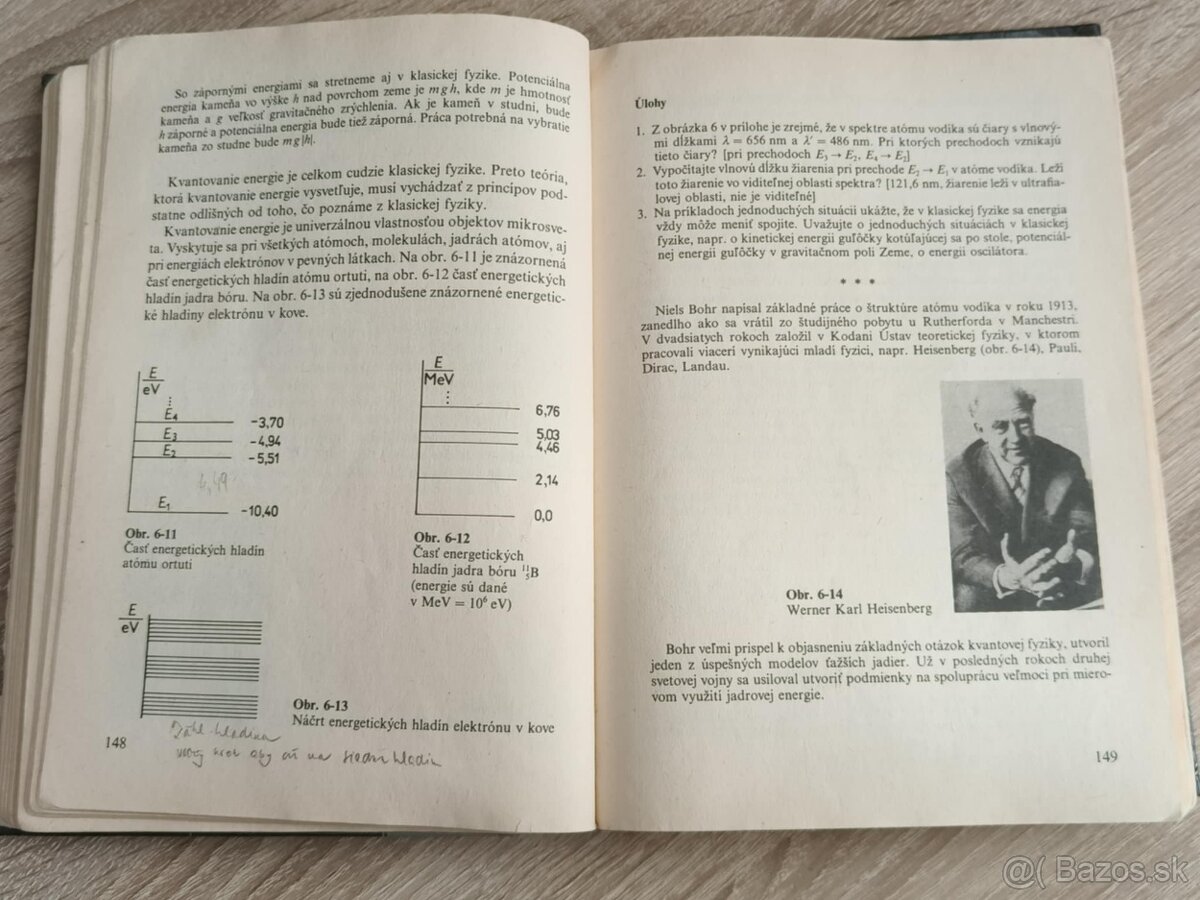 So zápornými energiami sa stretneme aj v klasickej fyzike. Potenciálna
energia kameňa vo výške h nad povrchom zeme je mgh, kde m je hmotnosť
kameňa a g veľkosť gravitačného zrýchlenia. Ak je kameň v studni, bude
h záporné a potenciálna energia bude tiež záporná. Práca potrebná na vybratie
kameňa zo studne bude mg|h|.
Kvantovanie energie je celkom cudzie klasickej fyzike. Preto teória,
ktorá kvantovanie energie vysvetľuje, musí vychádzať z princípov pod-
statne odlišných od toho, čo poznáme z klasickej fyziky.
Kvantovanie energie je univerzálnou vlastnosťou objektov mikrosve-
ta. Vyskytuje sa pri všetkých atómoch, molekulách, jadrách atómov, aj
pri energiách elektrónov v pevných látkach. Na obr. 6-11 je znázornená
časť energetických hladín atómu ortuti, na obr. 6-12 časť energetických
hladín jadra bóru. Na obr. 6-13 sú zjednodušene znázornené energetic-
ké hladiny elektrónu v kove.
E
eV
E4 -3,70
E3 -4,94
E2 -5,51
E1 -10,40
Obr. 6-11
Časť energetických hladín
atómu ortuti
E
MeV
6,76
5,03
4,46
2,14
0,0
Obr. 6-12
Časť energetických
hladín jadra bóru ¹¹₅B
(energie sú dané
v MeV = 10⁶ eV)
E
eV
Obr. 6-13
Náčrt energetických hladín elektrónu v kove
hladina
148
Úlohy
1. Z obrázka 6 v prílohe je zrejmé, že v spektre atómu vodíka sú čiary s vlnový-
mi dĺžkami λ = 656 nm a λ' = 486 nm. Pri ktorých prechodoch vznikajú
tieto čiary? [pri prechodoch E₃ → E₂, E₄ → E₂]
2. Vypočítajte vlnovú dĺžku žiarenia pri prechode E₂ → E₁ v atóme vodíka. Leží
toto žiarenie vo viditeľnej oblasti spektra? [121,6 nm, žiarenie leží v ultrafia-
lovej oblasti, nie je viditeľné]
3. Na príkladoch jednoduchých situácií ukážte, že v klasickej fyzike sa energia
vždy môže meniť spojite. Uvažujte o jednoduchých situáciách v klasickej
fyzike, napr. o kinetickej energii guľôčky kotúľajúcej sa po stole, potenciál-
nej energii guľôčky v gravitačnom poli Zeme, o energii oscilátora.
* * *
Niels Bohr napísal základné práce o štruktúre atómu vodíka v roku 1913,
zanedlho ako sa vrátil zo študijného pobytu u Rutherforda v Manchestri.
V dvadsiatych rokoch založil v Kodani Ústav teoretickej fyziky, v ktorom
pracovali viacerí vynikajúci mladí fyzici, napr. Heisenberg (obr. 6-14), Pauli,
Dirac, Landau.
Obr. 6-14
Werner Karl Heisenberg
Bohr veľmi prispel k objasneniu základných otázok kvantovej fyziky, utvoril
jeden z úspešných modelov ťažších jadier. Už v posledných rokoch druhej
svetovej vojny sa usiloval utvoriť podmienky na spoluprácu veľmocí pri miero-
vom využití jadrovej energie.
149
Bazos.sk